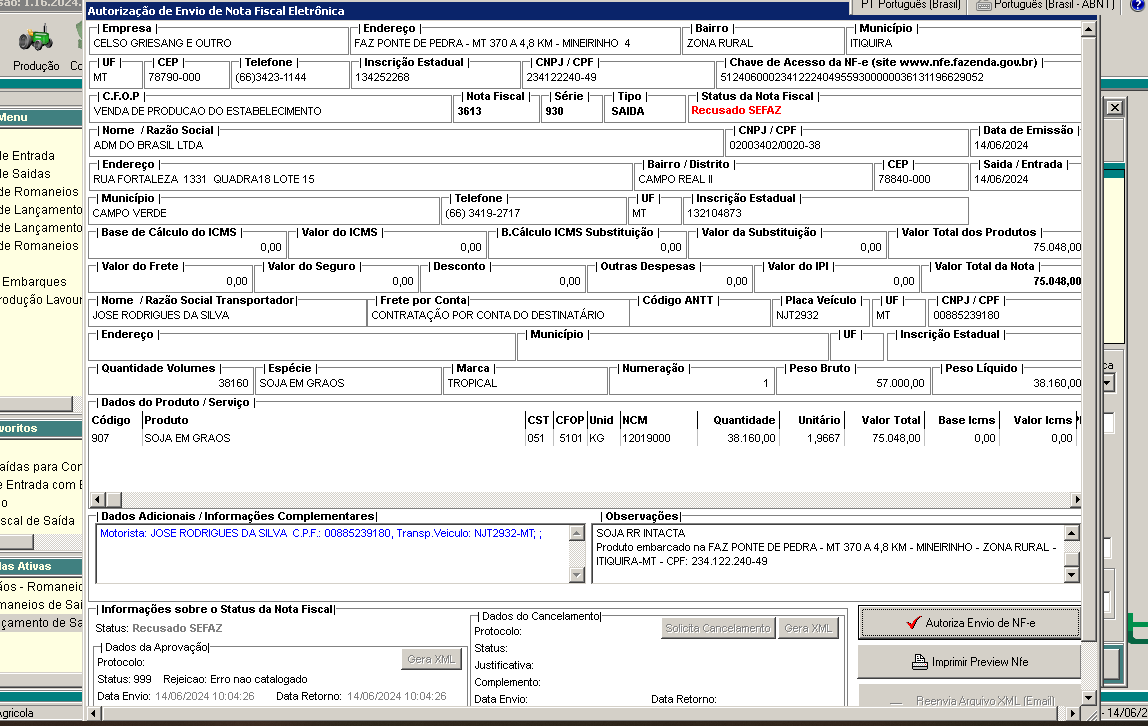 são: 1.16.2024.
Autorização de Envio de Nota Fiscal Eletrônica
PT Português (Brasil)
Português (Brasil - ABNT)
Produção
Empresa
CELSO GRIESANG E OUTRO
Endereço
FAZ PONTE DE PEDRA - MT 370 A 4,8 KM - MINEIRINHO 4
Bairro
ZONA RURAL
Município
ITIQUIRA
UF
MT
CEP
78790-000
Telefone
(66)3423-1144
Inscrição Estadual
134252268
CNPJ / CPF
234122240-49
Chave de Acesso da NF-e (site www.nfe.fazenda.gov.br)
51240600023412224049559300000036131196629052
C.F.O.P
VENDA DE PRODUCAO DO ESTABELECIMENTO
Nota Fiscal
3613
Série
930
Tipo
SAIDA
Status da Nota Fiscal
Recusado SEFAZ
Nome / Razão Social
ADM DO BRASIL LTDA
CNPJ / CPF
02003402/0020-38
Data de Emissão
14/06/2024
Endereço
RUA FORTALEZA 1331 QUADRA18 LOTE 15
Bairro / Distrito
CAMPO REAL II
CEP
78840-000
Saida / Entrada
14/06/2024
Município
CAMPO VERDE
Telefone
(66) 3419-2717
UF
MT
Inscrição Estadual
132104873
Base de Cálculo do ICMS
0,00
Valor do ICMS
0,00
B.Cálculo ICMS Substituição
0,00
Valor da Substituição
0,00
Valor Total dos Produtos
75.048,00
Valor do Frete
0,00
Valor do Seguro
0,00
Desconto
0,00
Outras Despesas
0,00
Valor do IPI
0,00
Valor Total da Nota
75.048,00
Nome / Razão Social Transportador
JOSE RODRIGUES DA SILVA
Frete por Conta
CONTRATAÇÃO POR CONTA DO DESTINATÁRIO
Código ANTT
Placa Veículo
NJT2932
UF
MT
CNPJ / CPF
00885239180
Endereço
Município
UF
Inscrição Estadual
Quantidade Volumes
38160
Espécie
SOJA EM GRAOS
Marca
TROPICAL
Numeração
1
Peso Bruto
57.000,00
Peso Líquido
38.160,00
Dados do Produto / Serviço
Código Produto CST CFOP Unid NCM Quantidade Unitário Valor Total Base Icms Valor Icms
907 SOJA EM GRAOS 051 5101 KG 12019000 38.160,00 1,9667 75.048,00 0,00 0,00
Dados Adicionais / Informações Complementares
Motorista: JOSE RODRIGUES DA SILVA C.P.F.: 00885239180, Transp.Veiculo: NJT2932-MT; ;
Observações
SOJA RR INTACTA
Produto embarcado na FAZ PONTE DE PEDRA - MT 370 A 4,8 KM - MINEIRINHO - ZONA RURAL -
ITIQUIRA-MT - CPF: 234.122.240-49
Informações sobre o Status da Nota Fiscal
Status: Recusado SEFAZ
Dados da Aprovação
Protocolo:
Gera XML
Status: 999 Rejeicao: Erro nao catalogado
Data Envio: 14/06/2024 10:04:26 Data Retorno: 14/06/2024 10:04:26
Dados do Cancelamento
Protocolo:
Solicita Cancelamento
Gera XML
Status:
Justificativa:
Complemento:
Data Envio: Data Retorno:
Autoriza Envio de NF-e
Imprimir Preview Nfe
Reenvia Arquivo XML (Email)
Menu
de Entrada
de Saidas
de Romaneios
de Lançamento
de Lançamento
de Romaneios
Embarques
rodução Lavour
voritos
aídas para Con
e Entrada com E
o
scal de Saída
das Ativas
ãos - Romaneio
maneios de Saí
çamento de Sa
Agricola
- 14/06/2